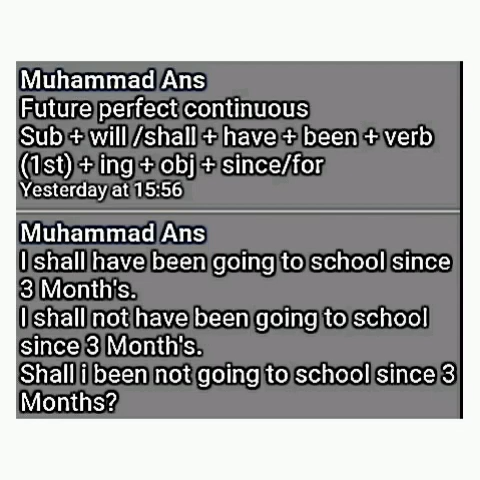 Muhammad Ans
Future perfect continuous
Sub + will /shall + have + been + verb
(1st) + ing + obj + since/for
Yesterday at 15:56
Muhammad Ans
I shall have been going to school since
3 Month's.
I shall not have been going to school
since 3 Month's.
Shall i been not going to school since 3
Months?